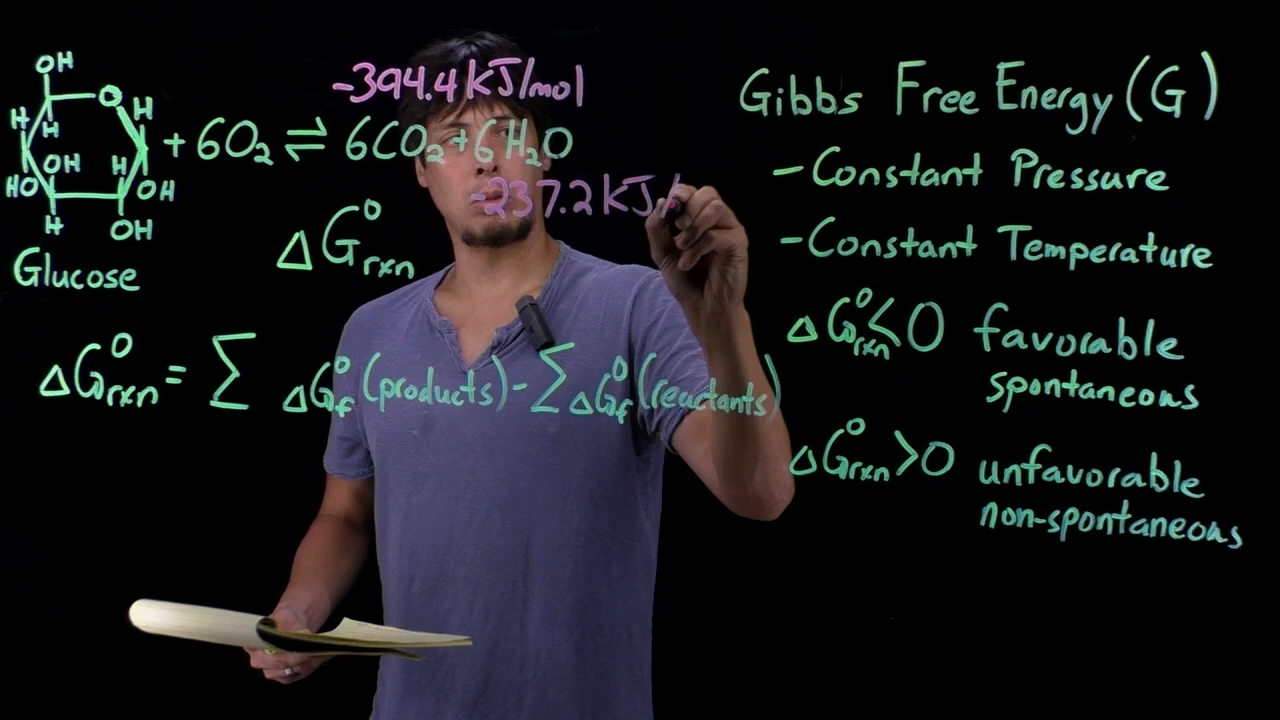 -394.4 KJ/mol
OH
O
H
H
H
OH
H
HO
OH
H
OH
+ 6O₂ ⇌ 6CO₂ + 6H₂O
-237.2 KJ/
Glucose
ΔG°rxn
ΔG°rxn = Σ ΔG°f (products) - Σ ΔG°f (reactants)
Gibbs Free Energy (G)
- Constant Pressure
- Constant Temperature
ΔG°rxn < 0 favorable
spontaneous
ΔG°rxn > 0 unfavorable
non-spontaneous